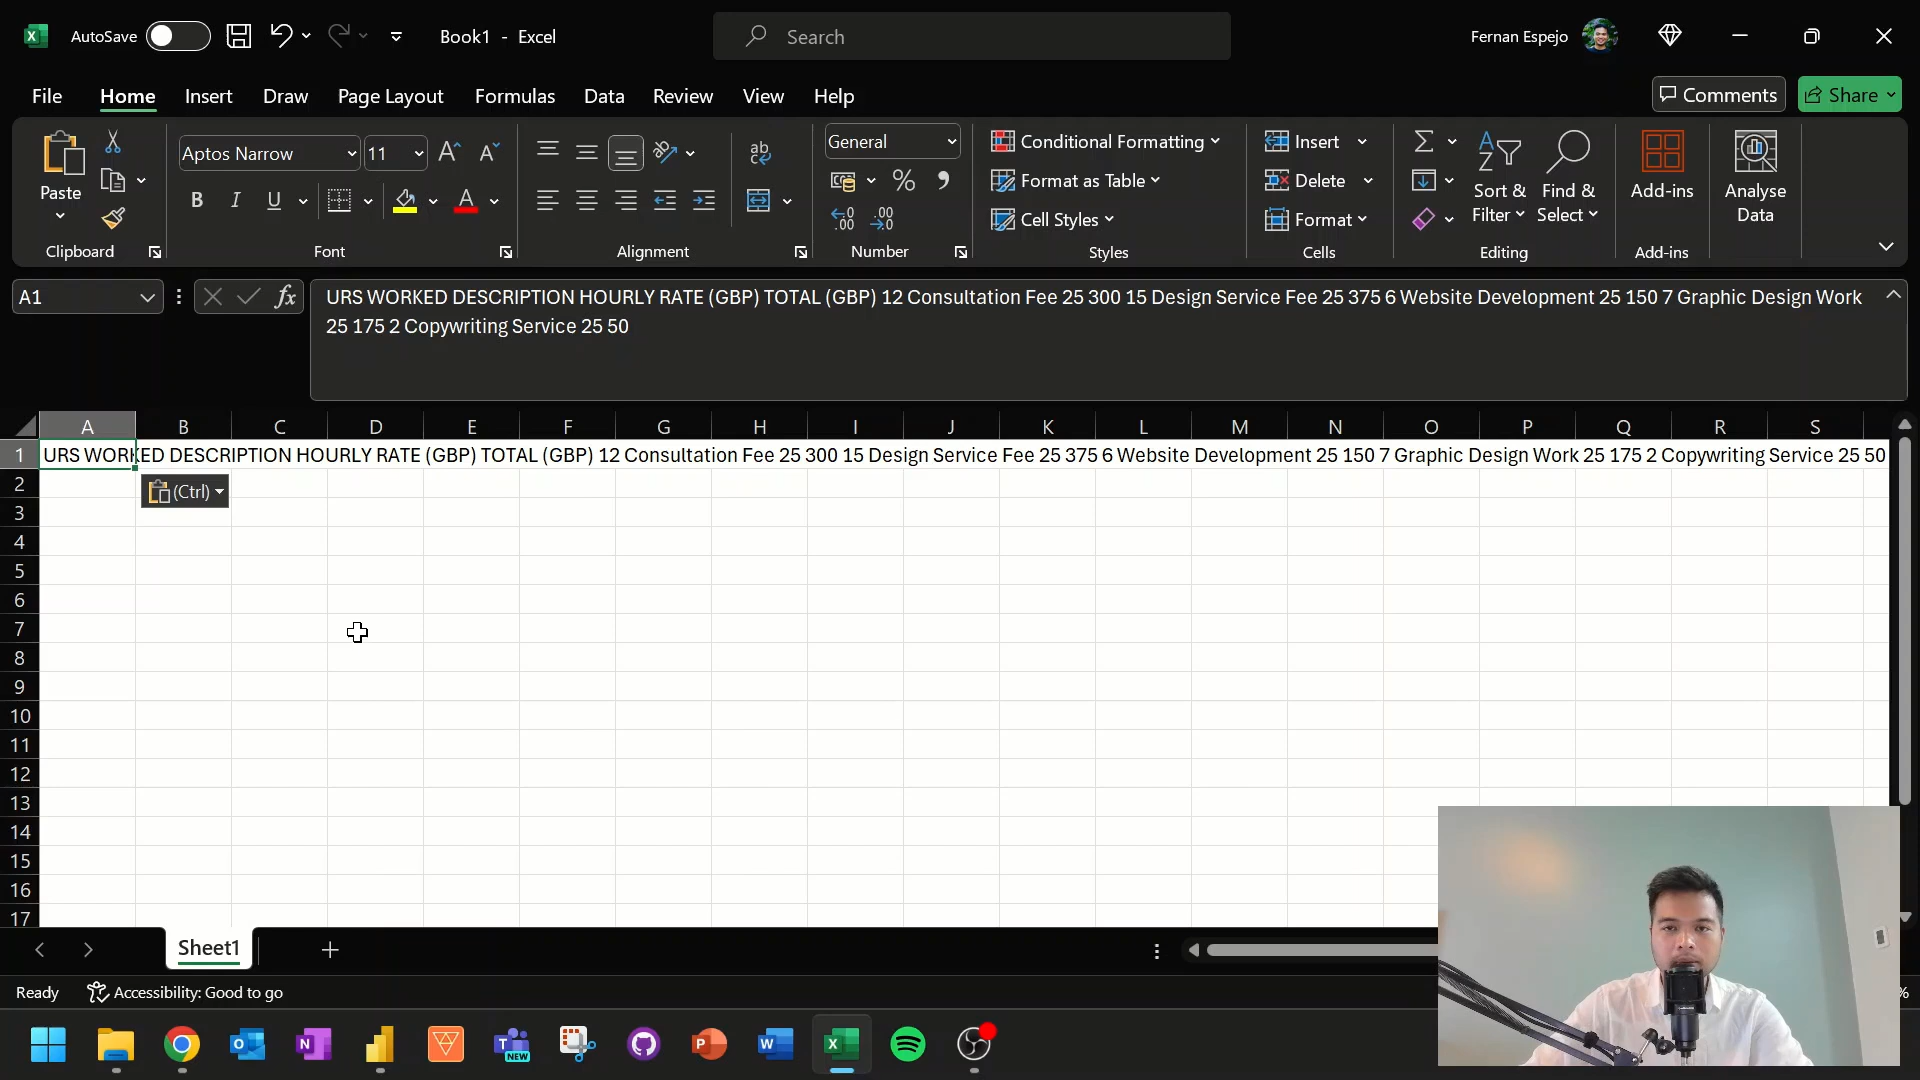 AutoSave
Book1 - Excel
Search
Fernan Espejo
File Home Insert Draw Page Layout Formulas Data Review View Help
Comments Share
Paste
Clipboard
Aptos Narrow 11
B I U
Font
Alignment
General
Number
Conditional Formatting
Format as Table
Cell Styles
Styles
Insert
Delete
Format
Cells
Sort & Filter
Find & Select
Editing
Add-ins
Add-ins
Analyse Data
A1
fx
URS WORKED DESCRIPTION HOURLY RATE (GBP) TOTAL (GBP) 12 Consultation Fee 25 300 15 Design Service Fee 25 375 6 Website Development 25 150 7 Graphic Design Work
25 175 2 Copywriting Service 25 50
A B C D E F G H I J K L M N O P Q R S
1 URS WORKED DESCRIPTION HOURLY RATE (GBP) TOTAL (GBP) 12 Consultation Fee 25 300 15 Design Service Fee 25 375 6 Website Development 25 150 7 Graphic Design Work 25 175 2 Copywriting Service 25 50
2 (Ctrl)
3
4
5
6
7
8
9
10
11
12
13
14
15
16
17
Sheet1
Ready Accessibility: Good to go
%
NEW